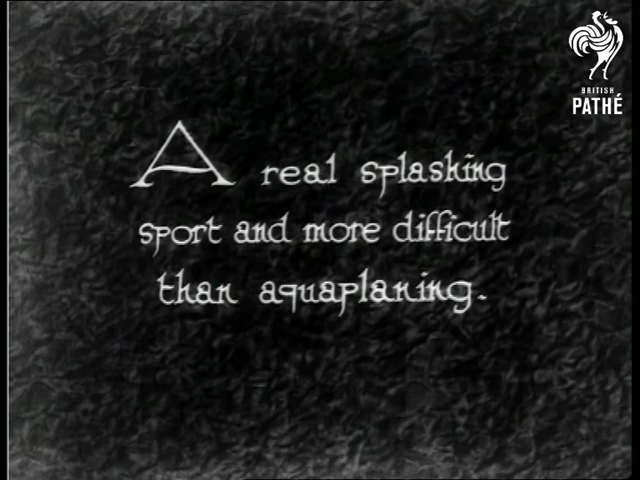 BRITISH
PATHÉ
A real splashing
sport and more difficult
than aquaplaning.